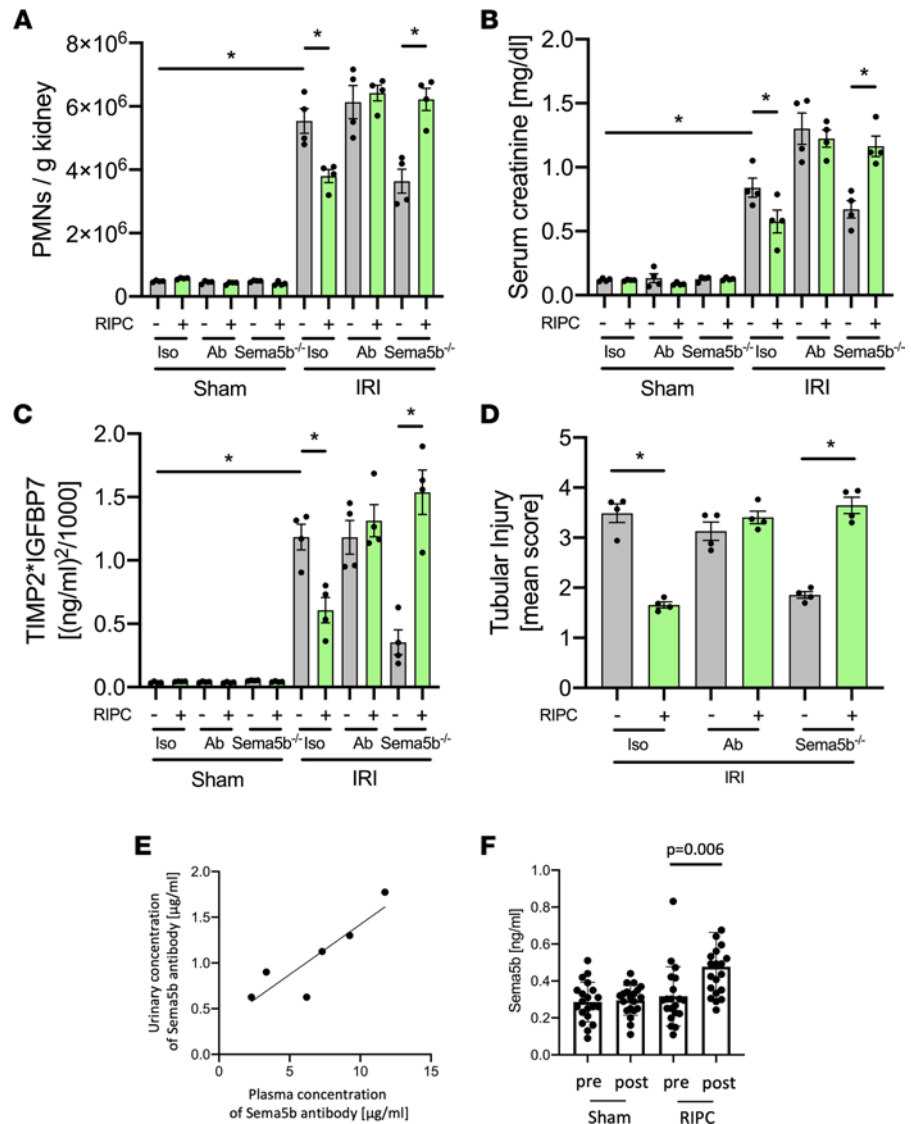 A
PMNs / g kidney
8×10⁶
6×10⁶
4×10⁶
2×10⁶
0
* * *
RIPC - + - + - + - + - + - +
Iso Ab Sema5b-/- Iso Ab Sema5b-/-
Sham IRI
B
Serum creatinine [mg/dl]
2.0
1.5
1.0
0.5
0.0
* * *
RIPC - + - + - + - + - + - +
Iso Ab Sema5b-/- Iso Ab Sema5b-/-
Sham IRI
C
TIMP2*IGFBP7
[(ng/ml)²/1000]
2.0
1.5
1.0
0.5
0.0
* * *
RIPC - + - + - + - + - + - +
Iso Ab Sema5b-/- Iso Ab Sema5b-/-
Sham IRI
D
Tubular Injury
[mean score]
5
4
3
2
1
0
* *
RIPC - + - + - +
Iso Ab Sema5b-/-
IRI
E
Urinary concentration
of Sema5b antibody [µg/ml]
2.0
1.5
1.0
0.5
0.0
0 5 10 15
Plasma concentration
of Sema5b antibody [µg/ml]
F
p=0.006
Sema5b [ng/ml]
1.0
0.8
0.6
0.4
0.2
0.0
pre post pre post
Sham RIPC